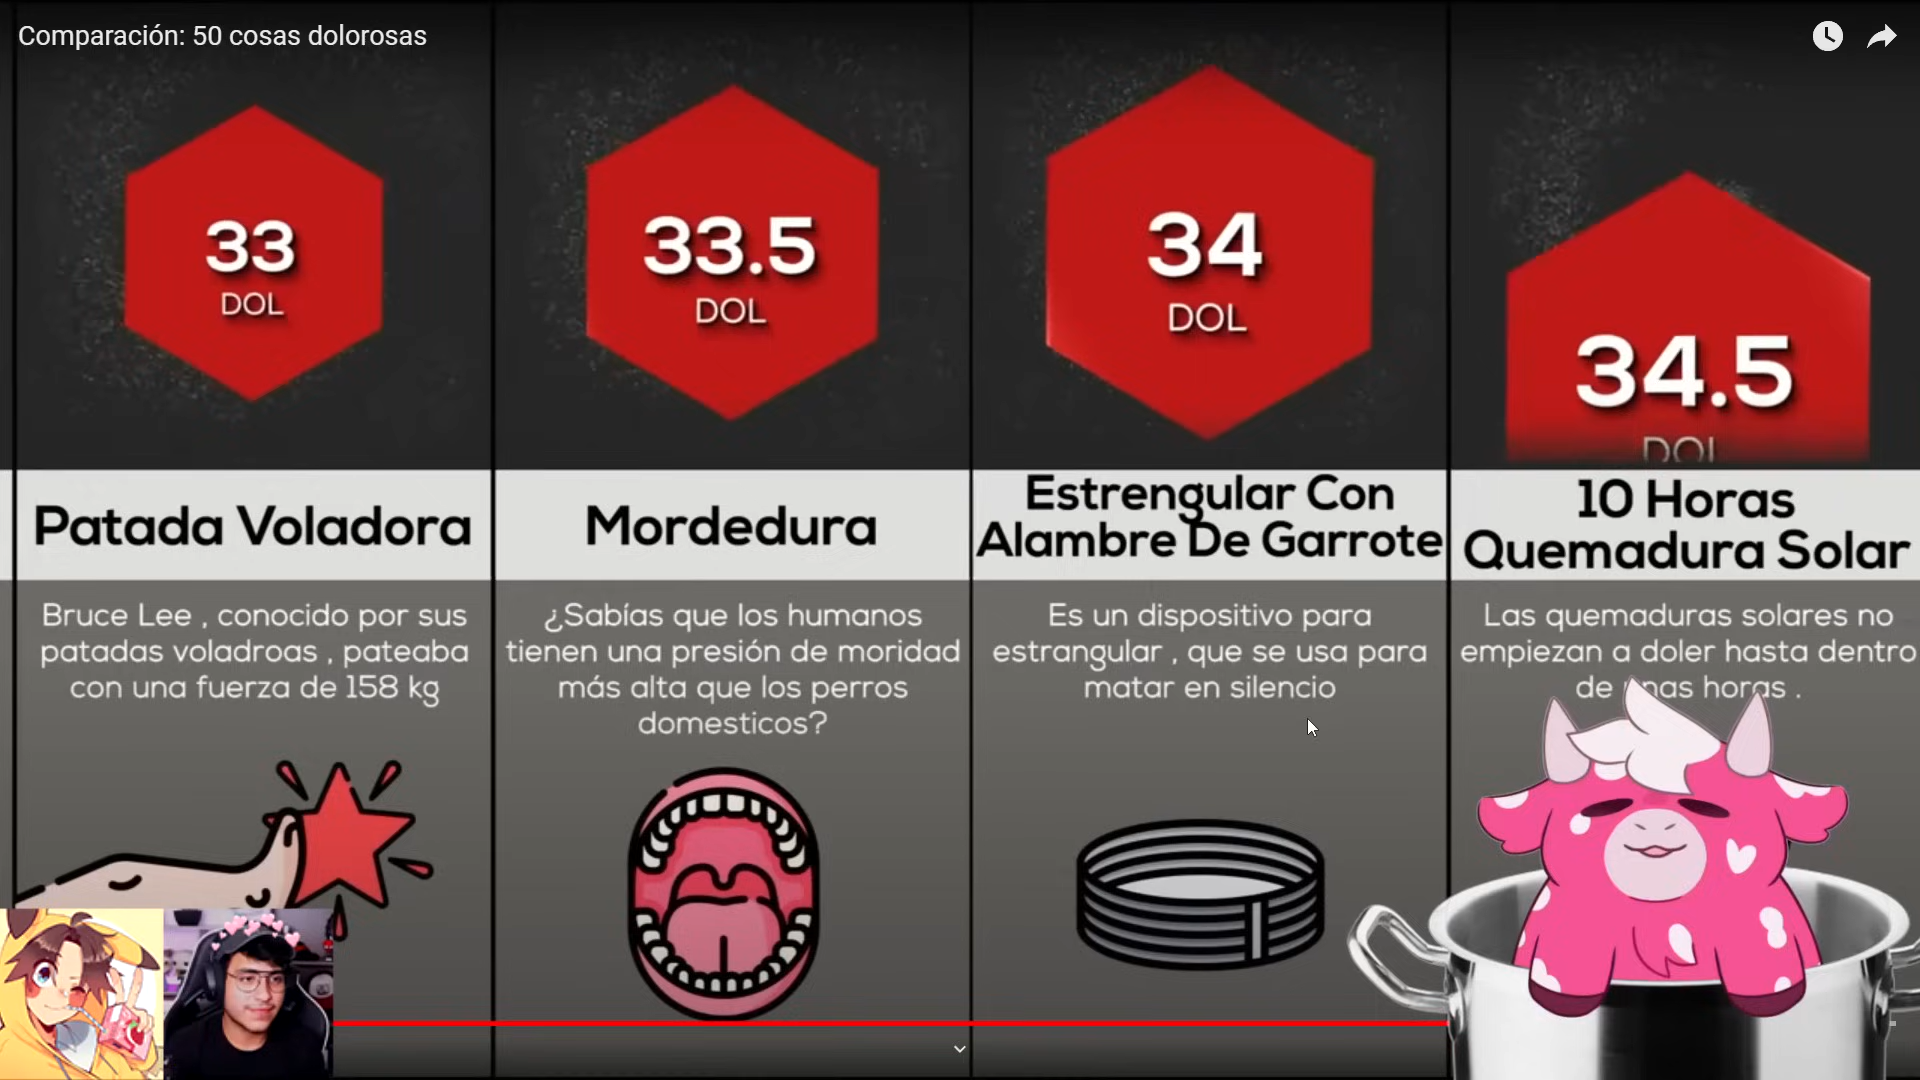 Comparación: 50 cosas dolorosas
33
DOL
Patada Voladora
Bruce Lee , conocido por sus
patadas voladroas , pateaba
con una fuerza de 158 kg
33.5
DOL
Mordedura
¿Sabías que los humanos
tienen una presión de moridad
más alta que los perros
domesticos?
34
DOL
Estrengular Con
Alambre De Garrote
Es un dispositivo para
estrangular , que se usa para
matar en silencio
34.5
DOL
10 Horas
Quemadura Solar
Las quemaduras solares no
empiezan a doler hasta dentro
de unas horas .